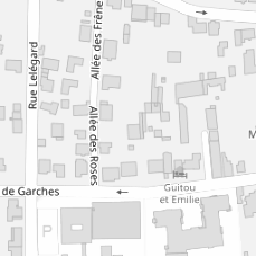 Allée des Frêne
Rue Lelégard
Allée des Roses
M
de Garches
Guitou
et Emilie
P